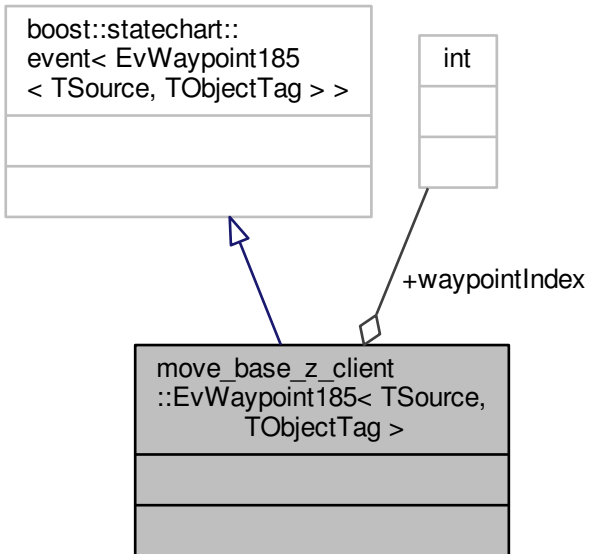 boost::statechart::
event< EvWaypoint185
< TSource, TObjectTag > >
int
+waypointIndex
move_base_z_client
::EvWaypoint185< TSource,
TObjectTag >